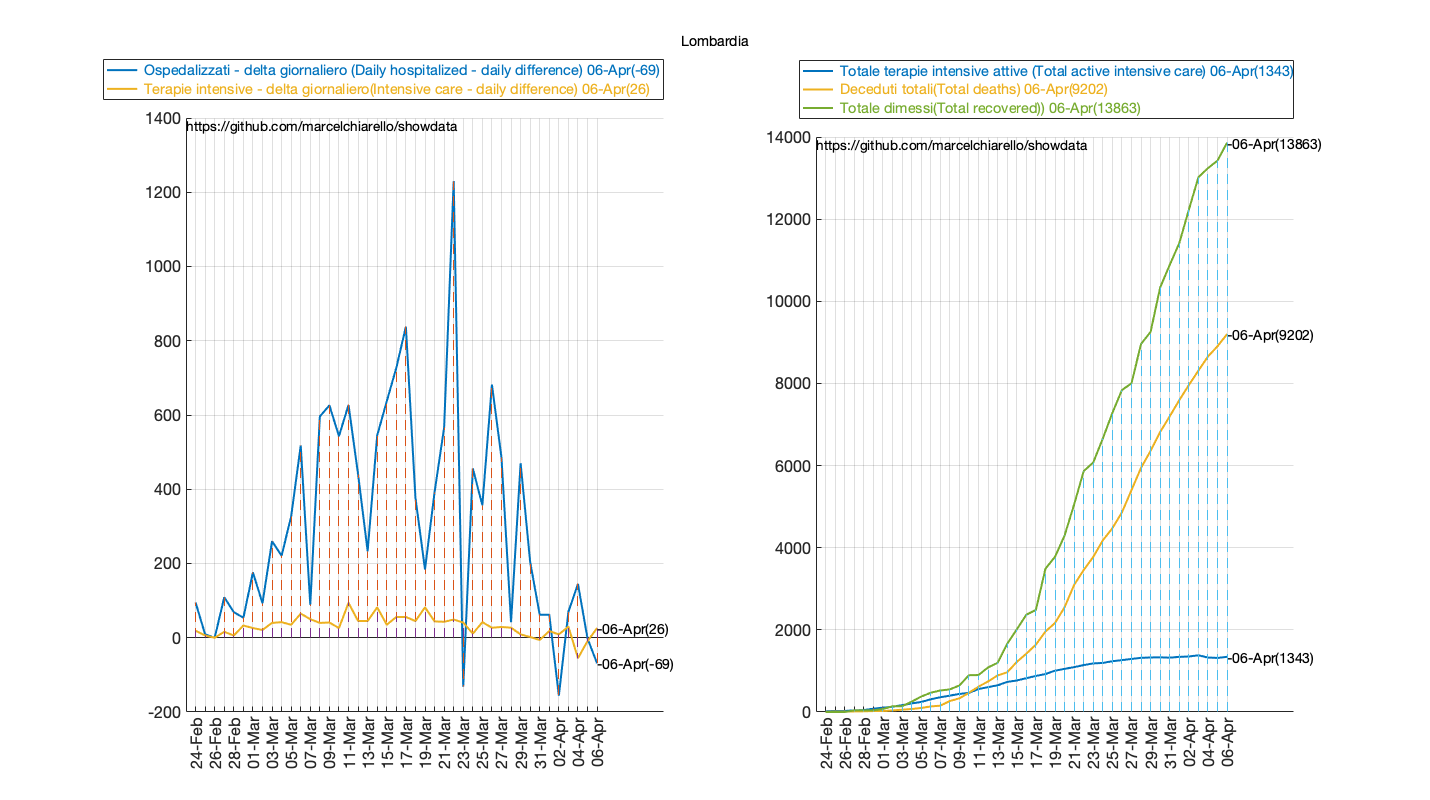 Lombardia
Ospedalizzati - delta giornaliero (Daily hospitalized - daily difference) 06-Apr(-69)
Terapie intensive - delta giornaliero(Intensive care - daily difference) 06-Apr(26)
https://github.com/marcelchiarello/showdata
1400
1200
1000
800
600
400
200
0
-200
-06-Apr(26)
-06-Apr(-69)
24-Feb
26-Feb
28-Feb
01-Mar
03-Mar
05-Mar
07-Mar
09-Mar
11-Mar
13-Mar
15-Mar
17-Mar
19-Mar
21-Mar
23-Mar
25-Mar
27-Mar
29-Mar
31-Mar
02-Apr
04-Apr
06-Apr
Totale terapie intensive attive (Total active intensive care) 06-Apr(1343)
Deceduti totali(Total deaths) 06-Apr(9202)
Totale dimessi(Total recovered)) 06-Apr(13863)
https://github.com/marcelchiarello/showdata
14000
12000
10000
8000
6000
4000
2000
0
-06-Apr(13863)
-06-Apr(9202)
-06-Apr(1343)
24-Feb
26-Feb
28-Feb
01-Mar
03-Mar
05-Mar
07-Mar
09-Mar
11-Mar
13-Mar
15-Mar
17-Mar
19-Mar
21-Mar
23-Mar
25-Mar
27-Mar
29-Mar
31-Mar
02-Apr
04-Apr
06-Apr